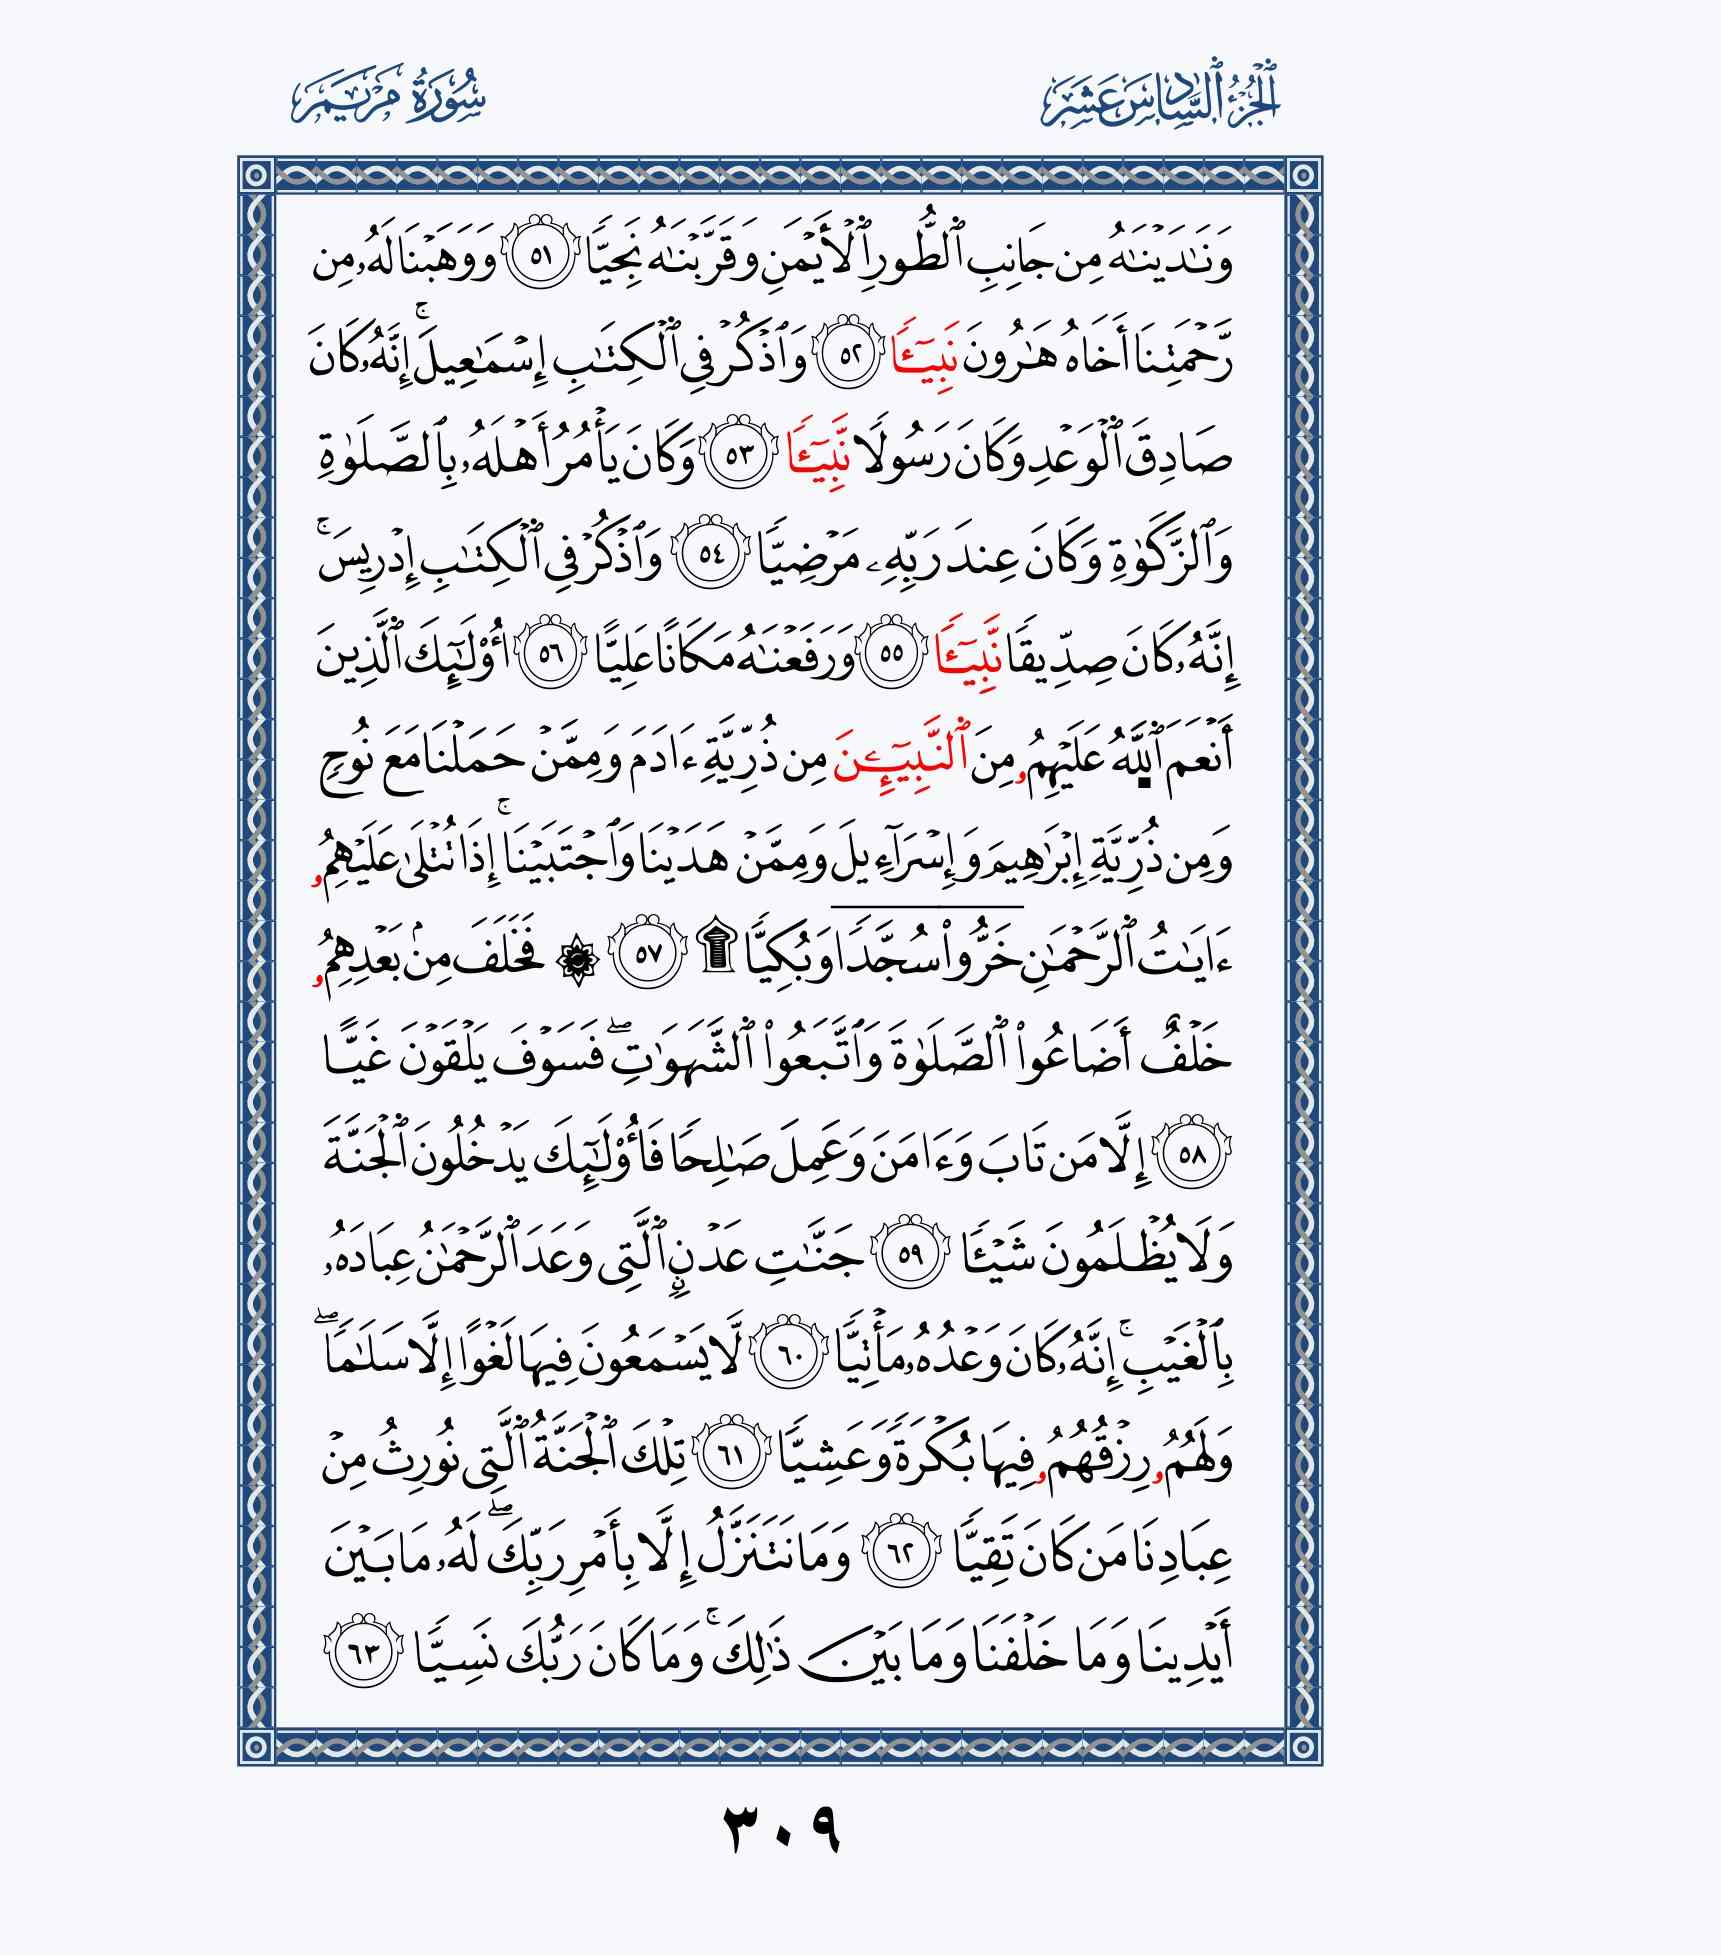 الجزء السادس عشر
سورة مريم
وَنَٰدَيْنَٰهُ مِن جَانِبِ ٱلطُّورِ ٱلْأَيْمَنِ وَقَرَّبْنَٰهُ نَجِيًّا ٥١ وَوَهَبْنَا لَهُۥ مِن
رَّحْمَتِنَا أَخَاهُ هَٰرُونَ نَبِيٓـًٔا ٥٢ وَٱذْكُرْ فِى ٱلْكِتَٰبِ إِسْمَٰعِيلَۚ إِنَّهُۥ كَانَ
صَادِقَ ٱلْوَعْدِ وَكَانَ رَسُولًا نَّبِيٓـًٔا ٥٣ وَكَانَ يَأْمُرُ أَهْلَهُۥ بِٱلصَّلَوٰةِ
وَٱلزَّكَوٰةِ وَكَانَ عِندَ رَبِّهِۦ مَرْضِيًّا ٥٤ وَٱذْكُرْ فِى ٱلْكِتَٰبِ إِدْرِيسَۚ
إِنَّهُۥ كَانَ صِدِّيقًا نَّبِيٓـًٔا ٥٥ وَرَفَعْنَٰهُ مَكَانًا عَلِيًّا ٥٦ أُو۟لَٰٓئِكَ ٱلَّذِينَ
أَنْعَمَ ٱللَّهُ عَلَيْهِمُۥ مِنَ ٱلنَّبِيٓـِٔينَ مِن ذُرِّيَّةِ ءَادَمَ وَمِمَّنْ حَمَلْنَا مَعَ نُوحٍ
وَمِن ذُرِّيَّةِ إِبْرَٰهِيمَ وَإِسْرَآءِيلَ وَمِمَّنْ هَدَيْنَا وَٱجْتَبَيْنَاۚ إِذَا تُتْلَىٰ عَلَيْهِمُۥ
ءَايَٰتُ ٱلرَّحْمَٰنِ خَرُّوا۟ سُجَّدًا وَبُكِيًّا ۩ ٥٧ ۞ فَخَلَفَ مِنۢ بَعْدِهِمُۥ
خَلْفٌ أَضَاعُوا۟ ٱلصَّلَوٰةَ وَٱتَّبَعُوا۟ ٱلشَّهَوَٰتِۖ فَسَوْفَ يَلْقَوْنَ غَيًّا
٥٨ إِلَّا مَن تَابَ وَءَامَنَ وَعَمِلَ صَٰلِحًا فَأُو۟لَٰٓئِكَ يَدْخُلُونَ ٱلْجَنَّةَ
وَلَا يُظْلَمُونَ شَيْـًٔا ٥٩ جَنَّٰتِ عَدْنٍ ٱلَّتِى وَعَدَ ٱلرَّحْمَٰنُ عِبَادَهُۥ
بِٱلْغَيْبِۚ إِنَّهُۥ كَانَ وَعْدُهُۥ مَأْتِيًّا ٦٠ لَّا يَسْمَعُونَ فِيهَا لَغْوًا إِلَّا سَلَٰمًاۖ
وَلَهُمُۥ رِزْقُهُمُۥ فِيهَا بُكْرَةً وَعَشِيًّا ٦١ تِلْكَ ٱلْجَنَّةُ ٱلَّتِى نُورِثُ مِنْ
عِبَادِنَا مَن كَانَ تَقِيًّا ٦٢ وَمَا نَتَنَزَّلُ إِلَّا بِأَمْرِ رَبِّكَۖ لَهُۥ مَا بَيْنَ
أَيْدِينَا وَمَا خَلْفَنَا وَمَا بَيْنَ ذَٰلِكَۚ وَمَا كَانَ رَبُّكَ نَسِيًّا ٦٣
٣٠٩